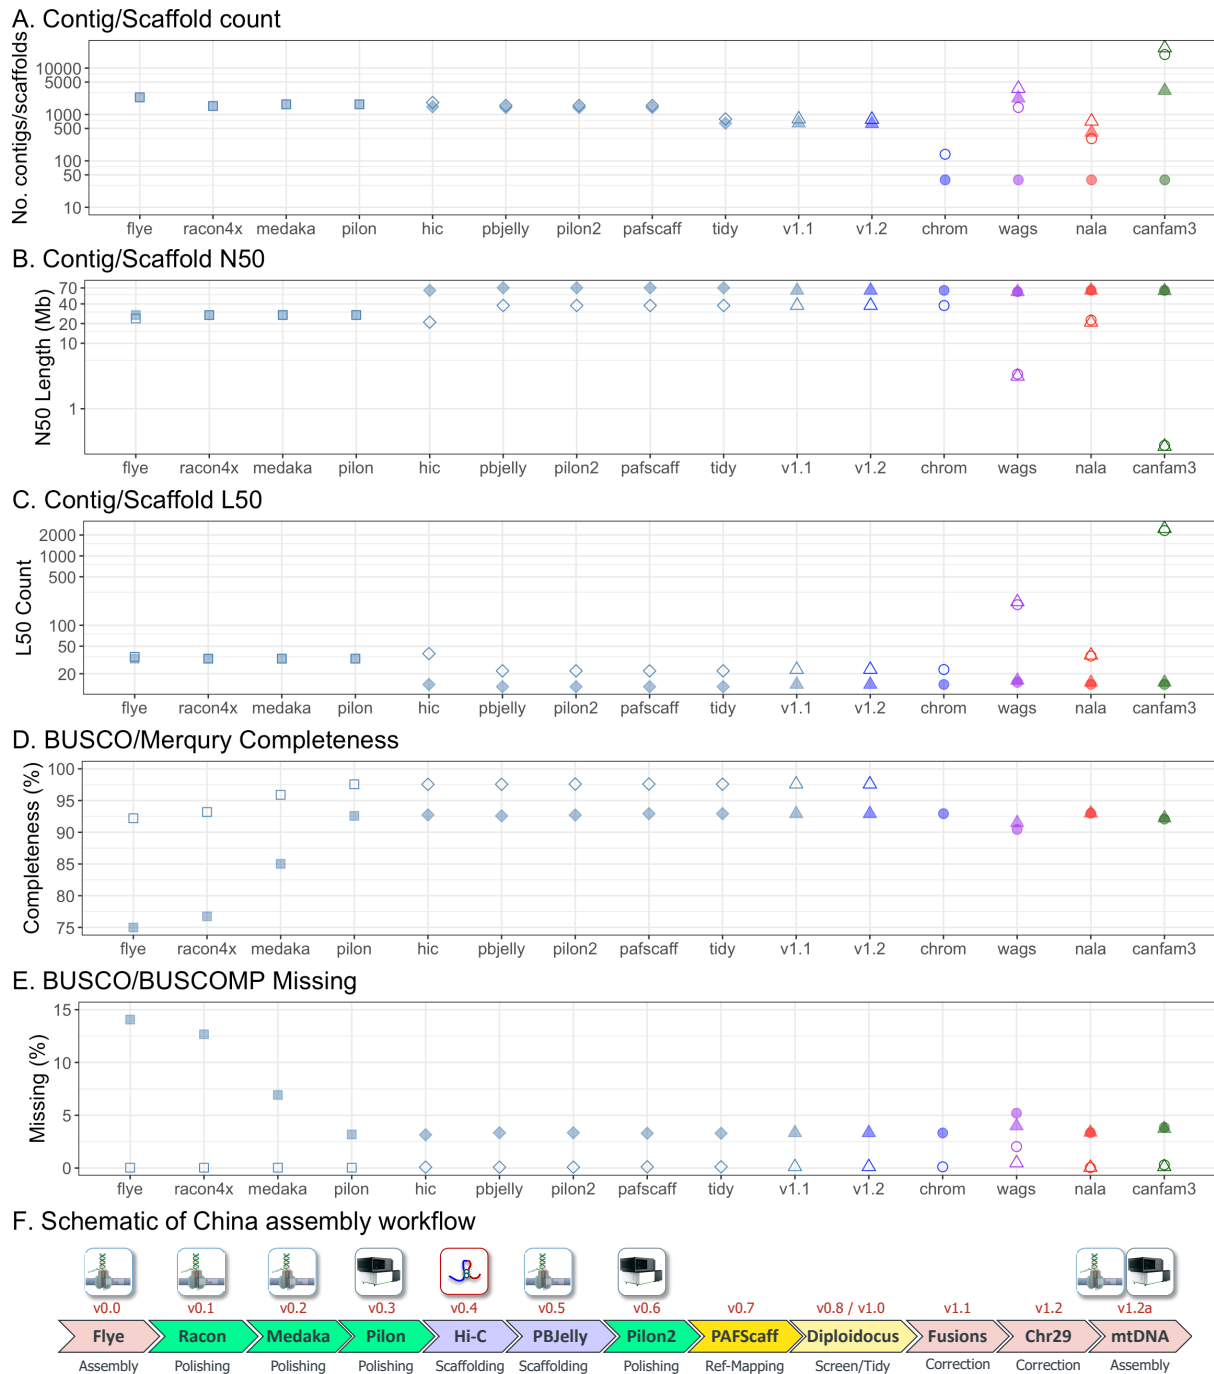 A. Contig/Scaffold count
No. contigs/scaffolds
10000
5000
1000
500
100
50
10
flye racon4x medaka pilon hic pbjelly pilon2 pafscaff tidy v1.1 v1.2 chrom wags nala canfam3
B. Contig/Scaffold N50
N50 Length (Mb)
70
40
20
10
1
flye racon4x medaka pilon hic pbjelly pilon2 pafscaff tidy v1.1 v1.2 chrom wags nala canfam3
C. Contig/Scaffold L50
L50 Count
2000
1000
500
100
50
20
flye racon4x medaka pilon hic pbjelly pilon2 pafscaff tidy v1.1 v1.2 chrom wags nala canfam3
D. BUSCO/Merqury Completeness
Completeness (%)
100
95
90
85
80
75
flye racon4x medaka pilon hic pbjelly pilon2 pafscaff tidy v1.1 v1.2 chrom wags nala canfam3
E. BUSCO/BUSCOMP Missing
Missing (%)
15
10
5
0
flye racon4x medaka pilon hic pbjelly pilon2 pafscaff tidy v1.1 v1.2 chrom wags nala canfam3
F. Schematic of China assembly workflow
v0.0 v0.1 v0.2 v0.3 v0.4 v0.5 v0.6 v0.7 v0.8 / v1.0 v1.1 v1.2 v1.2a
Flye Racon Medaka Pilon Hi-C PBJelly Pilon2 PAFScaff Diploidocus Fusions Chr29 mtDNA
Assembly Polishing Polishing Polishing Scaffolding Scaffolding Polishing Ref-Mapping Screen/Tidy Correction Correction Assembly